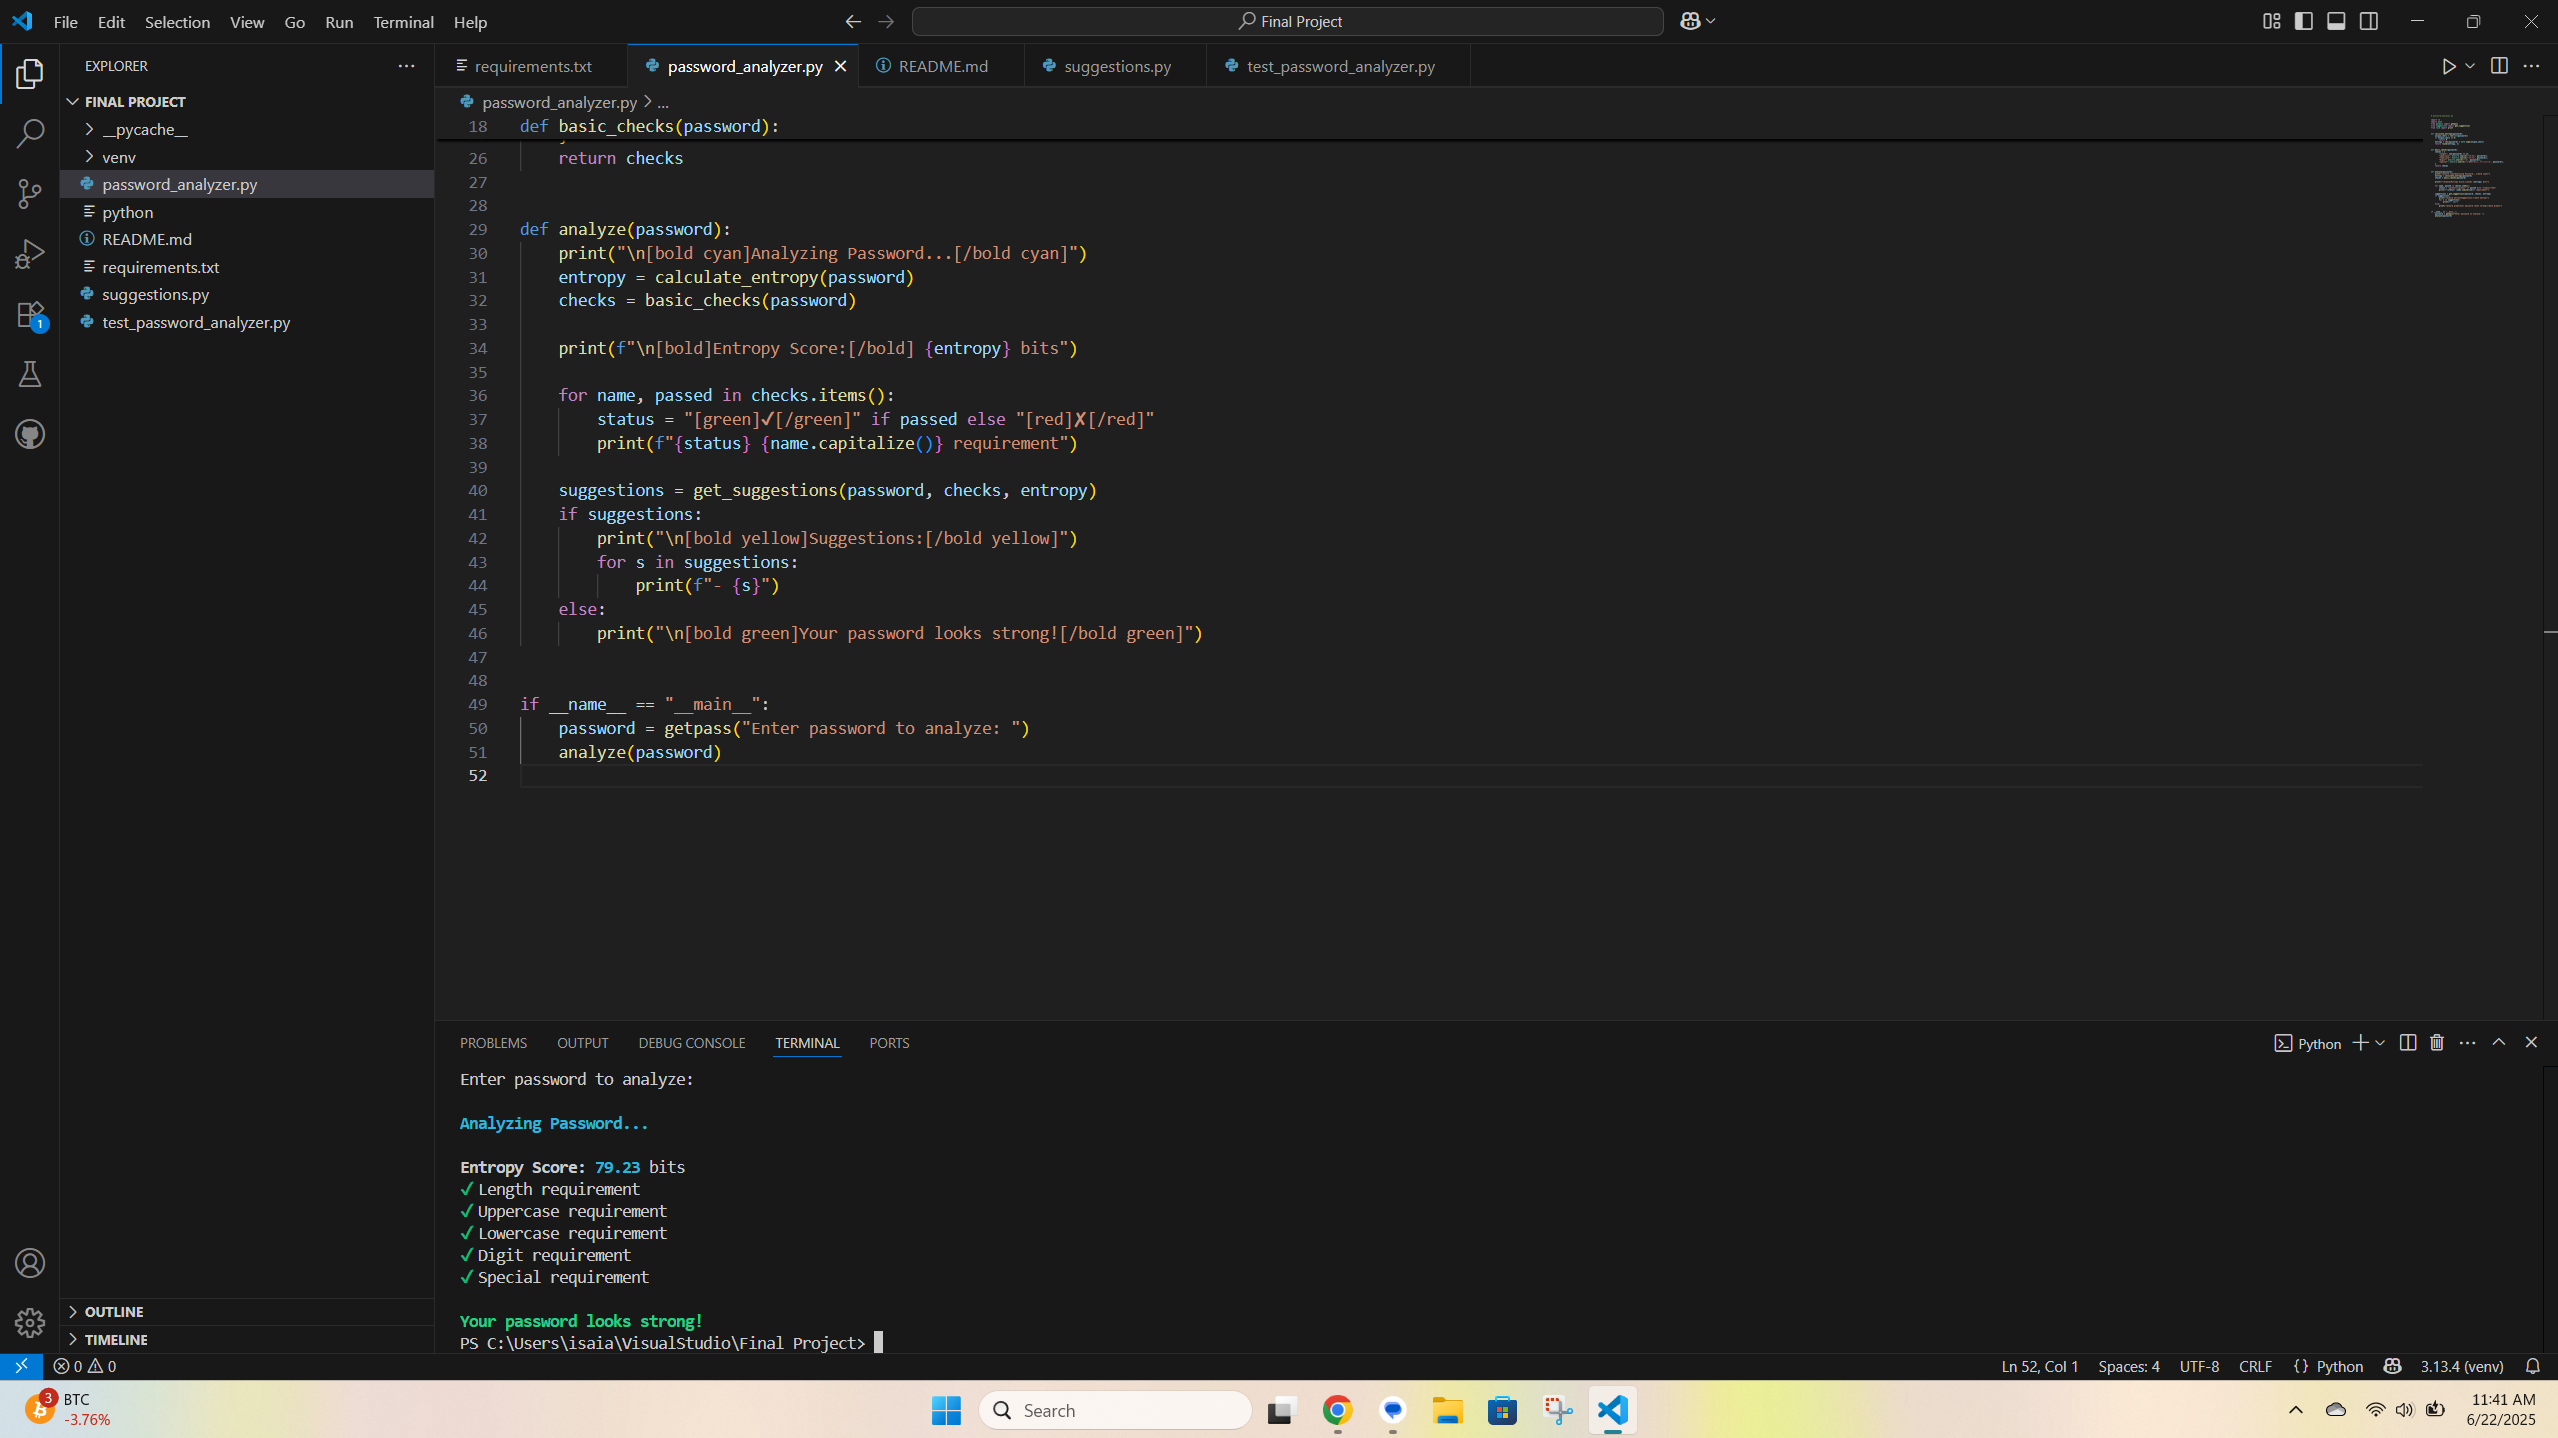 File Edit Selection View Go Run Terminal Help
Final Project
EXPLORER
FINAL PROJECT
__pycache__
venv
password_analyzer.py
python
README.md
requirements.txt
suggestions.py
test_password_analyzer.py
1
OUTLINE
TIMELINE
requirements.txt password_analyzer.py README.md suggestions.py test_password_analyzer.py
password_analyzer.py > ...
18 def basic_checks(password):
26     return checks
27
28
29 def analyze(password):
30     print("\n[bold cyan]Analyzing Password...[/bold cyan]")
31     entropy = calculate_entropy(password)
32     checks = basic_checks(password)
33
34     print(f"\n[bold]Entropy Score:[/bold] {entropy} bits")
35
36     for name, passed in checks.items():
37         status = "[green]✔[/green]" if passed else "[red]✘[/red]"
38         print(f"{status} {name.capitalize()} requirement")
39
40     suggestions = get_suggestions(password, checks, entropy)
41     if suggestions:
42         print("\n[bold yellow]Suggestions:[/bold yellow]")
43         for s in suggestions:
44             print(f"- {s}")
45     else:
46         print("\n[bold green]Your password looks strong![/bold green]")
47
48
49 if __name__ == "__main__":
50     password = getpass("Enter password to analyze: ")
51     analyze(password)
52
PROBLEMS OUTPUT DEBUG CONSOLE TERMINAL PORTS
Python
Enter password to analyze:
Analyzing Password...
Entropy Score: 79.23 bits
✔ Length requirement
✔ Uppercase requirement
✔ Lowercase requirement
✔ Digit requirement
✔ Special requirement
Your password looks strong!
PS C:\Users\isaia\VisualStudio\Final Project>
0 0
Ln 52, Col 1 Spaces: 4 UTF-8 CRLF {} Python 3.13.4 (venv)
3
BTC
-3.76%
Search
11:41 AM
6/22/2025